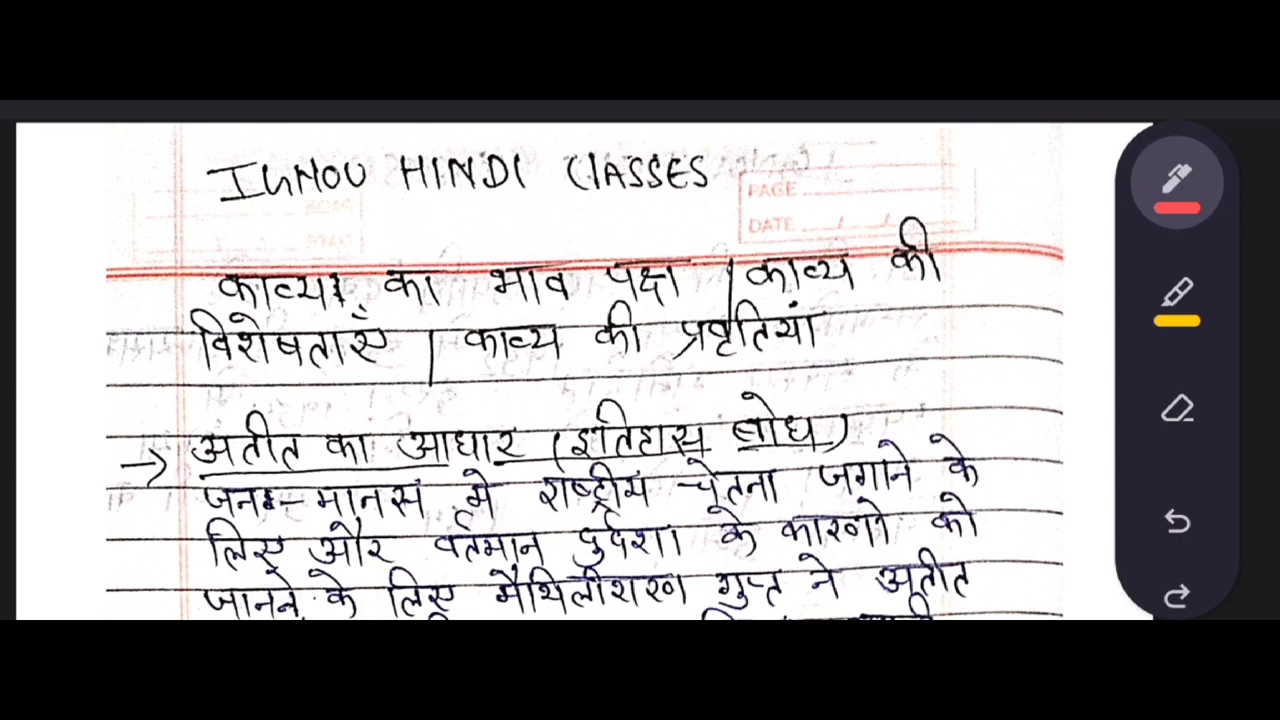 IGNOU HINDI CLASSES
PAGE
DATE
काव्य का भाव पक्ष | काव्य की
विशेषताएँ | काव्य की प्रवृतियां
→ अतीत का आधार (इतिहास बोध)
जन-मानस मे राष्ट्रीय चेतना जगाने के
लिए और वर्तमान दुर्दशा के कारणो को
जानने के लिए मैथिलीशरण गुप्त ने अतीत